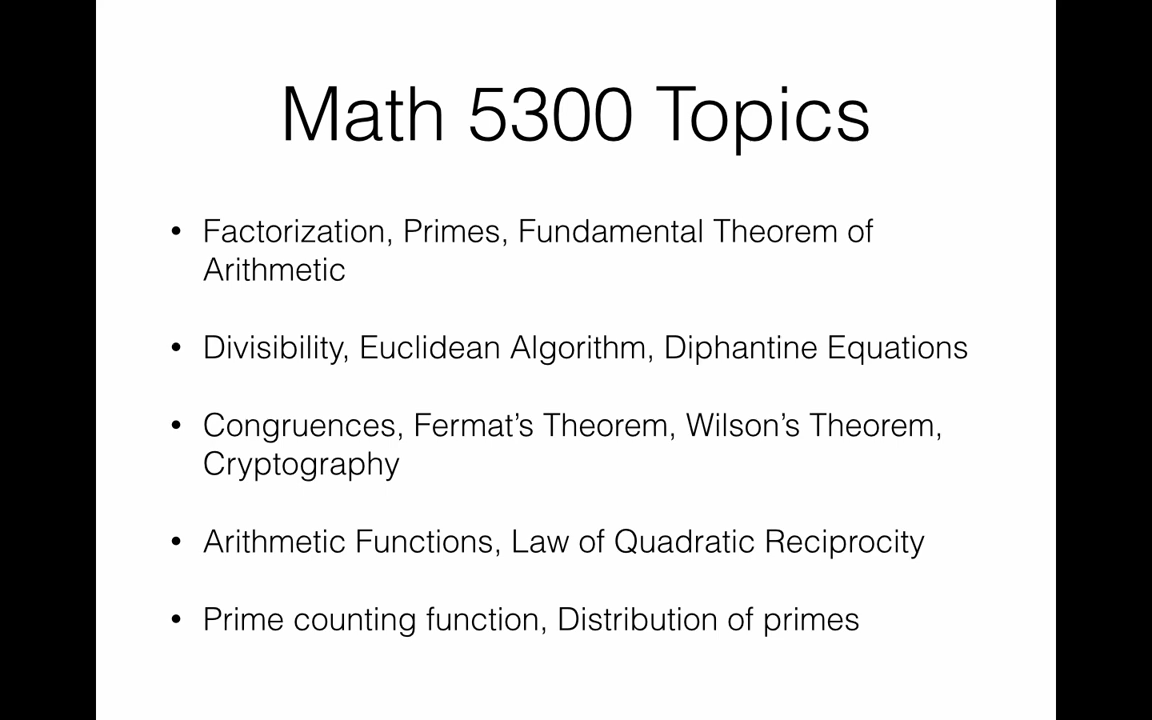 Math 5300 Topics
• Factorization, Primes, Fundamental Theorem of
Arithmetic
• Divisibility, Euclidean Algorithm, Diphantine Equations
• Congruences, Fermat’s Theorem, Wilson’s Theorem,
Cryptography
• Arithmetic Functions, Law of Quadratic Reciprocity
• Prime counting function, Distribution of primes